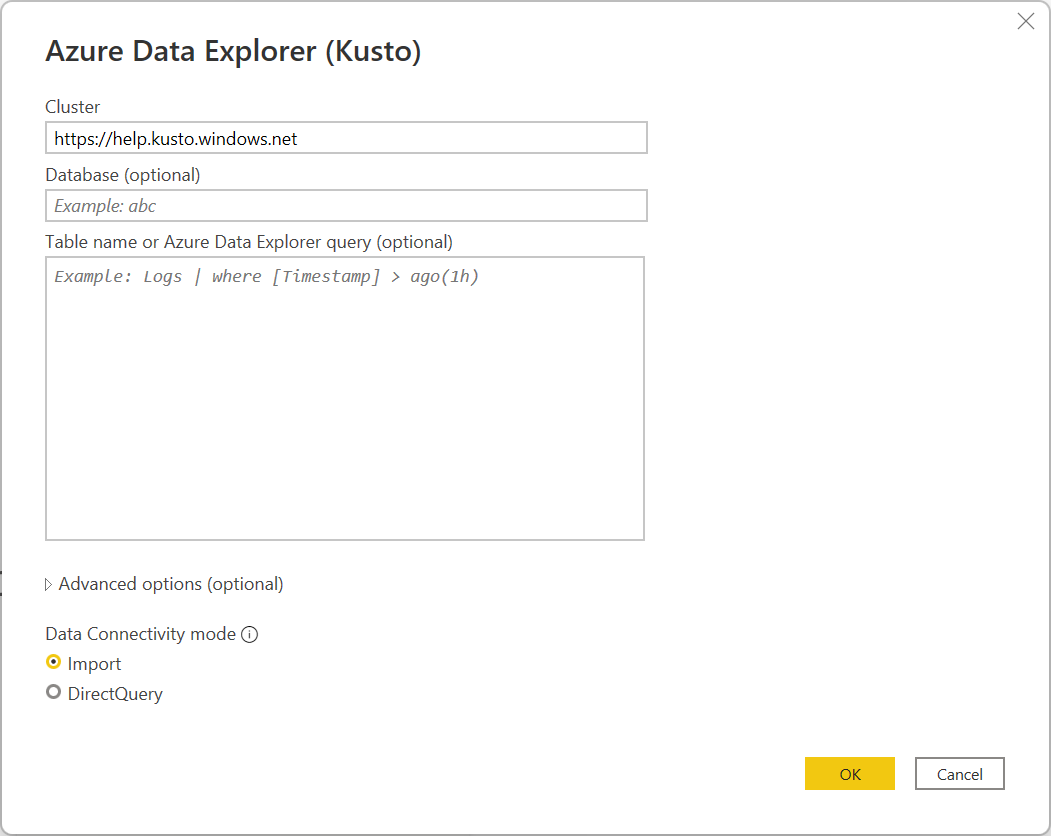 Azure Data Explorer (Kusto)
Cluster
https://help.kusto.windows.net
Database (optional)
Example: abc
Table name or Azure Data Explorer query (optional)
Example: Logs | where [Timestamp] > ago(1h)
Advanced options (optional)
Data Connectivity mode
Import
DirectQuery
OK Cancel